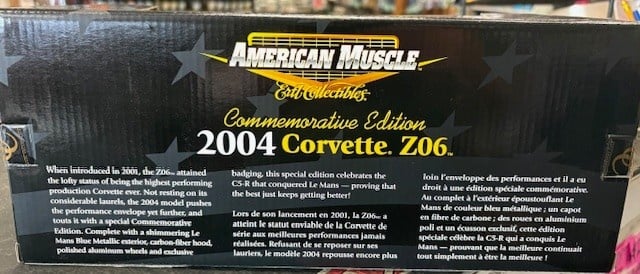 AMERICAN MUSCLE
Ertl Collectibles
Commemorative Edition
2004 Corvette. Z06™
When introduced in 2001, the Z06™ attained
the lofty status of being the highest performing
production Corvette ever. Not resting on its
considerable laurels, the 2004 model pushes
the performance envelope yet further, and
touts it with a special Commemorative
Edition. Complete with a shimmering Le
Mans Blue Metallic exterior, carbon-fiber hood,
polished aluminum wheels and exclusive
badging, this special edition celebrates the
C5-R that conquered Le Mans — proving that
the best just keeps getting better!
Lors de son lancement en 2001, la Z06™ a
atteint le statut enviable de la Corvette de
série aux meilleures performances jamais
réalisées. Refusant de se reposer sur ses
lauriers, le modèle 2004 repousse encore plus
loin l'enveloppe des performances et il a eu
droit à une édition spéciale commémorative.
Au complet à l'extérieur époustouflant Le
Mans de couleur bleu métallique ; un capot
en fibre de carbone ; des roues en aluminium
poli et un écusson exclusif, cette édition
spéciale célèbre la C5-R qui a conquis Le
Mans — prouvant que la meilleure continuait
tout simplement à être la meilleure !